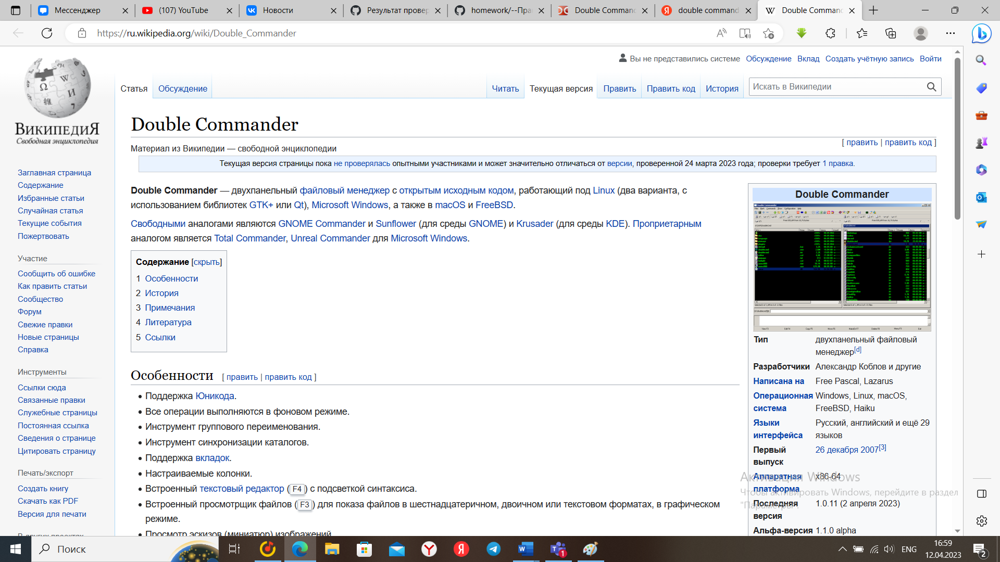 Мессенджер
(107) YouTube
Новости
Результат провер
homework/--Пра
Double Command
double command
Double Command
https://ru.wikipedia.org/wiki/Double_Commander
Вы не представились системе Обсуждение Вклад Создать учётную запись Войти
Статья Обсуждение Читать Текущая версия Править Править код История Искать в Википедии
ВикипедиЯ
Свободная энциклопедия
Заглавная страница
Содержание
Избранные статьи
Случайная статья
Текущие события
Пожертвовать
Участие
Сообщить об ошибке
Как править статьи
Сообщество
Форум
Свежие правки
Новые страницы
Справка
Инструменты
Ссылки сюда
Связанные правки
Служебные страницы
Постоянная ссылка
Сведения о странице
Цитировать страницу
Печать/экспорт
Создать книгу
Скачать как PDF
Версия для печати
В других проектах
Double Commander
[ править | править код ]
Материал из Википедии — свободной энциклопедии
Текущая версия страницы пока не проверялась опытными участниками и может значительно отличаться от версии, проверенной 24 марта 2023 года; проверки требует 1 правка.
Double Commander — двухпанельный файловый менеджер с открытым исходным кодом, работающий под Linux (два варианта, с
использованием библиотек GTK+ или Qt), Microsoft Windows, а также в macOS и FreeBSD.
Свободными аналогами являются GNOME Commander и Sunflower (для среды GNOME) и Krusader (для среды KDE). Проприетарным
аналогом является Total Commander, Unreal Commander для Microsoft Windows.
Содержание [скрыть]
1 Особенности
2 История
3 Примечания
4 Литература
5 Ссылки
Особенности [ править | править код ]
• Поддержка Юникода.
• Все операции выполняются в фоновом режиме.
• Инструмент группового переименования.
• Инструмент синхронизации каталогов.
• Поддержка вкладок.
• Настраиваемые колонки.
• Встроенный текстовый редактор (F4) с подсветкой синтаксиса.
• Встроенный просмотрщик файлов (F3) для показа файлов в шестнадцатеричном, двоичном или текстовом форматах, в графическом
режиме.
• Просмотр эскизов (миниатюр) изображений
Double Commander
Тип двухпанельный файловый
менеджер[d]
Разработчики Александр Коблов и другие
Написана на Free Pascal, Lazarus
Операционная Windows, Linux, macOS,
система FreeBSD, Haiku
Языки Русский, английский и ещё 29
интерфейса языков
Первый 26 декабря 2007[3]
выпуск
Аппаратная x86-64
платформа
Последняя 1.0.11 (2 апреля 2023)
версия
Альфа-версия 1.1.0 alpha
Активация Windows
Чтобы активировать Windows, перейдите в раздел
"Параметры".
Поиск
1
ENG
16:59
12.04.2023
2